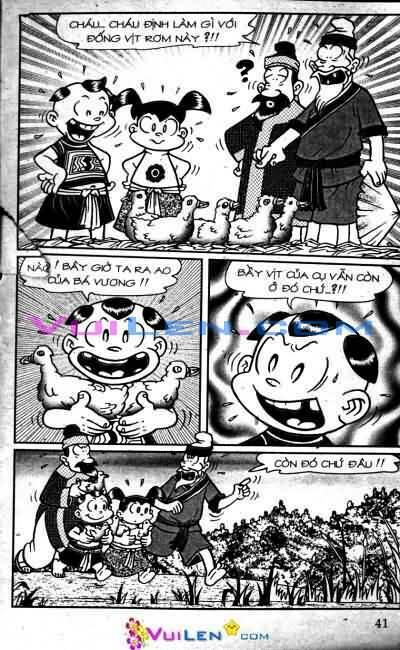 CHÁU... CHÁU ĐỊNH LÀM GÌ VỚI
ĐỐNG VỊT RƠM NÀY ?!!
?
NÀO ! BÂY GIỜ TA RA AO
CỦA BÁ VƯƠNG !!
BẦY VỊT CỦA CỤ VẪN CÒN
Ở ĐÓ CHỨ...?!!
VUILEN.COM
CÒN ĐÓ CHỨ ĐÂU !!
41
VUILEN.COM